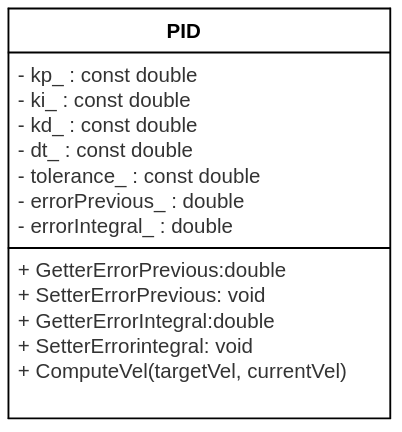 PID
- kp_ : const double
- ki_ : const double
- kd_ : const double
- dt_ : const double
- tolerance_ : const double
- errorPrevious_ : double
- errorIntegral_ : double
+ GetterErrorPrevious:double
+ SetterErrorPrevious: void
+ GetterErrorIntegral:double
+ SetterErrorintegral: void
+ ComputeVel(targetVel, currentVel)